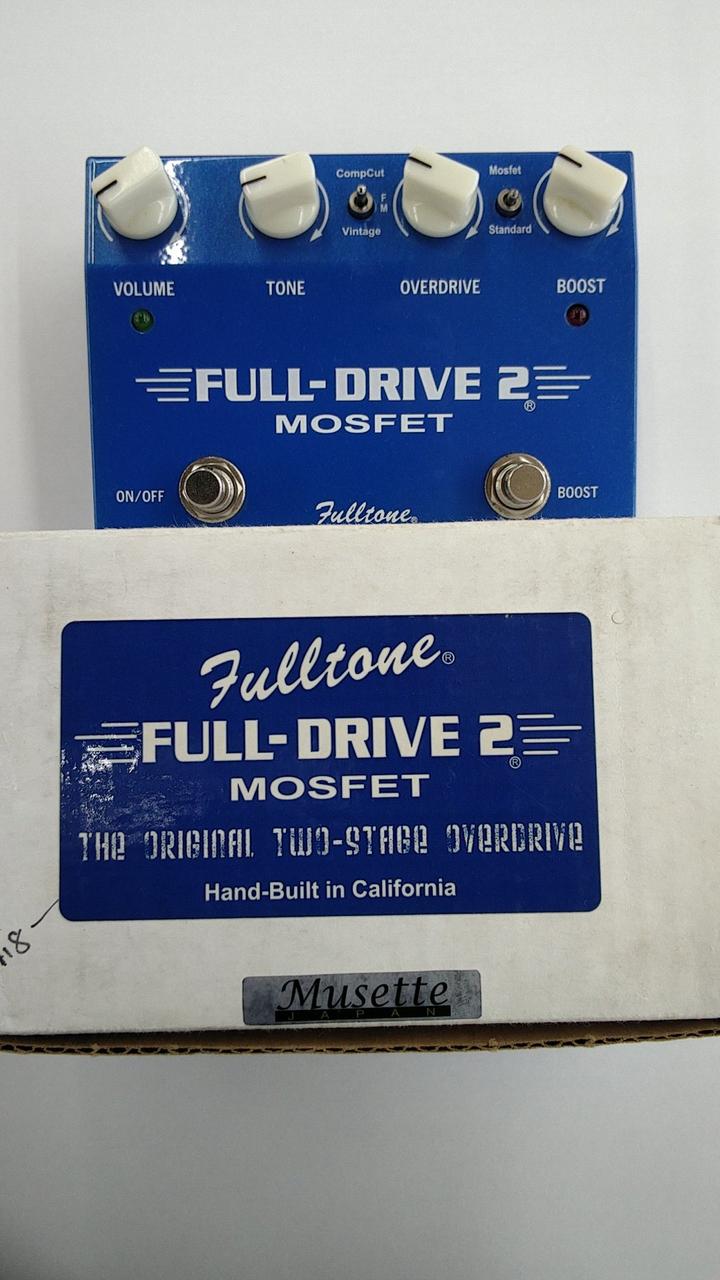 CompCut
F
M
Vintage
Mosfet
Standard
VOLUME
TONE
OVERDRIVE
BOOST
FULL-DRIVE 2®
MOSFET
ON/OFF
BOOST
Fulltone®
Fulltone®
FULL-DRIVE 2®
MOSFET
THE ORIGINAL TWO-STAGE OVERDRIVE
Hand-Built in California
Musette
JAPAN